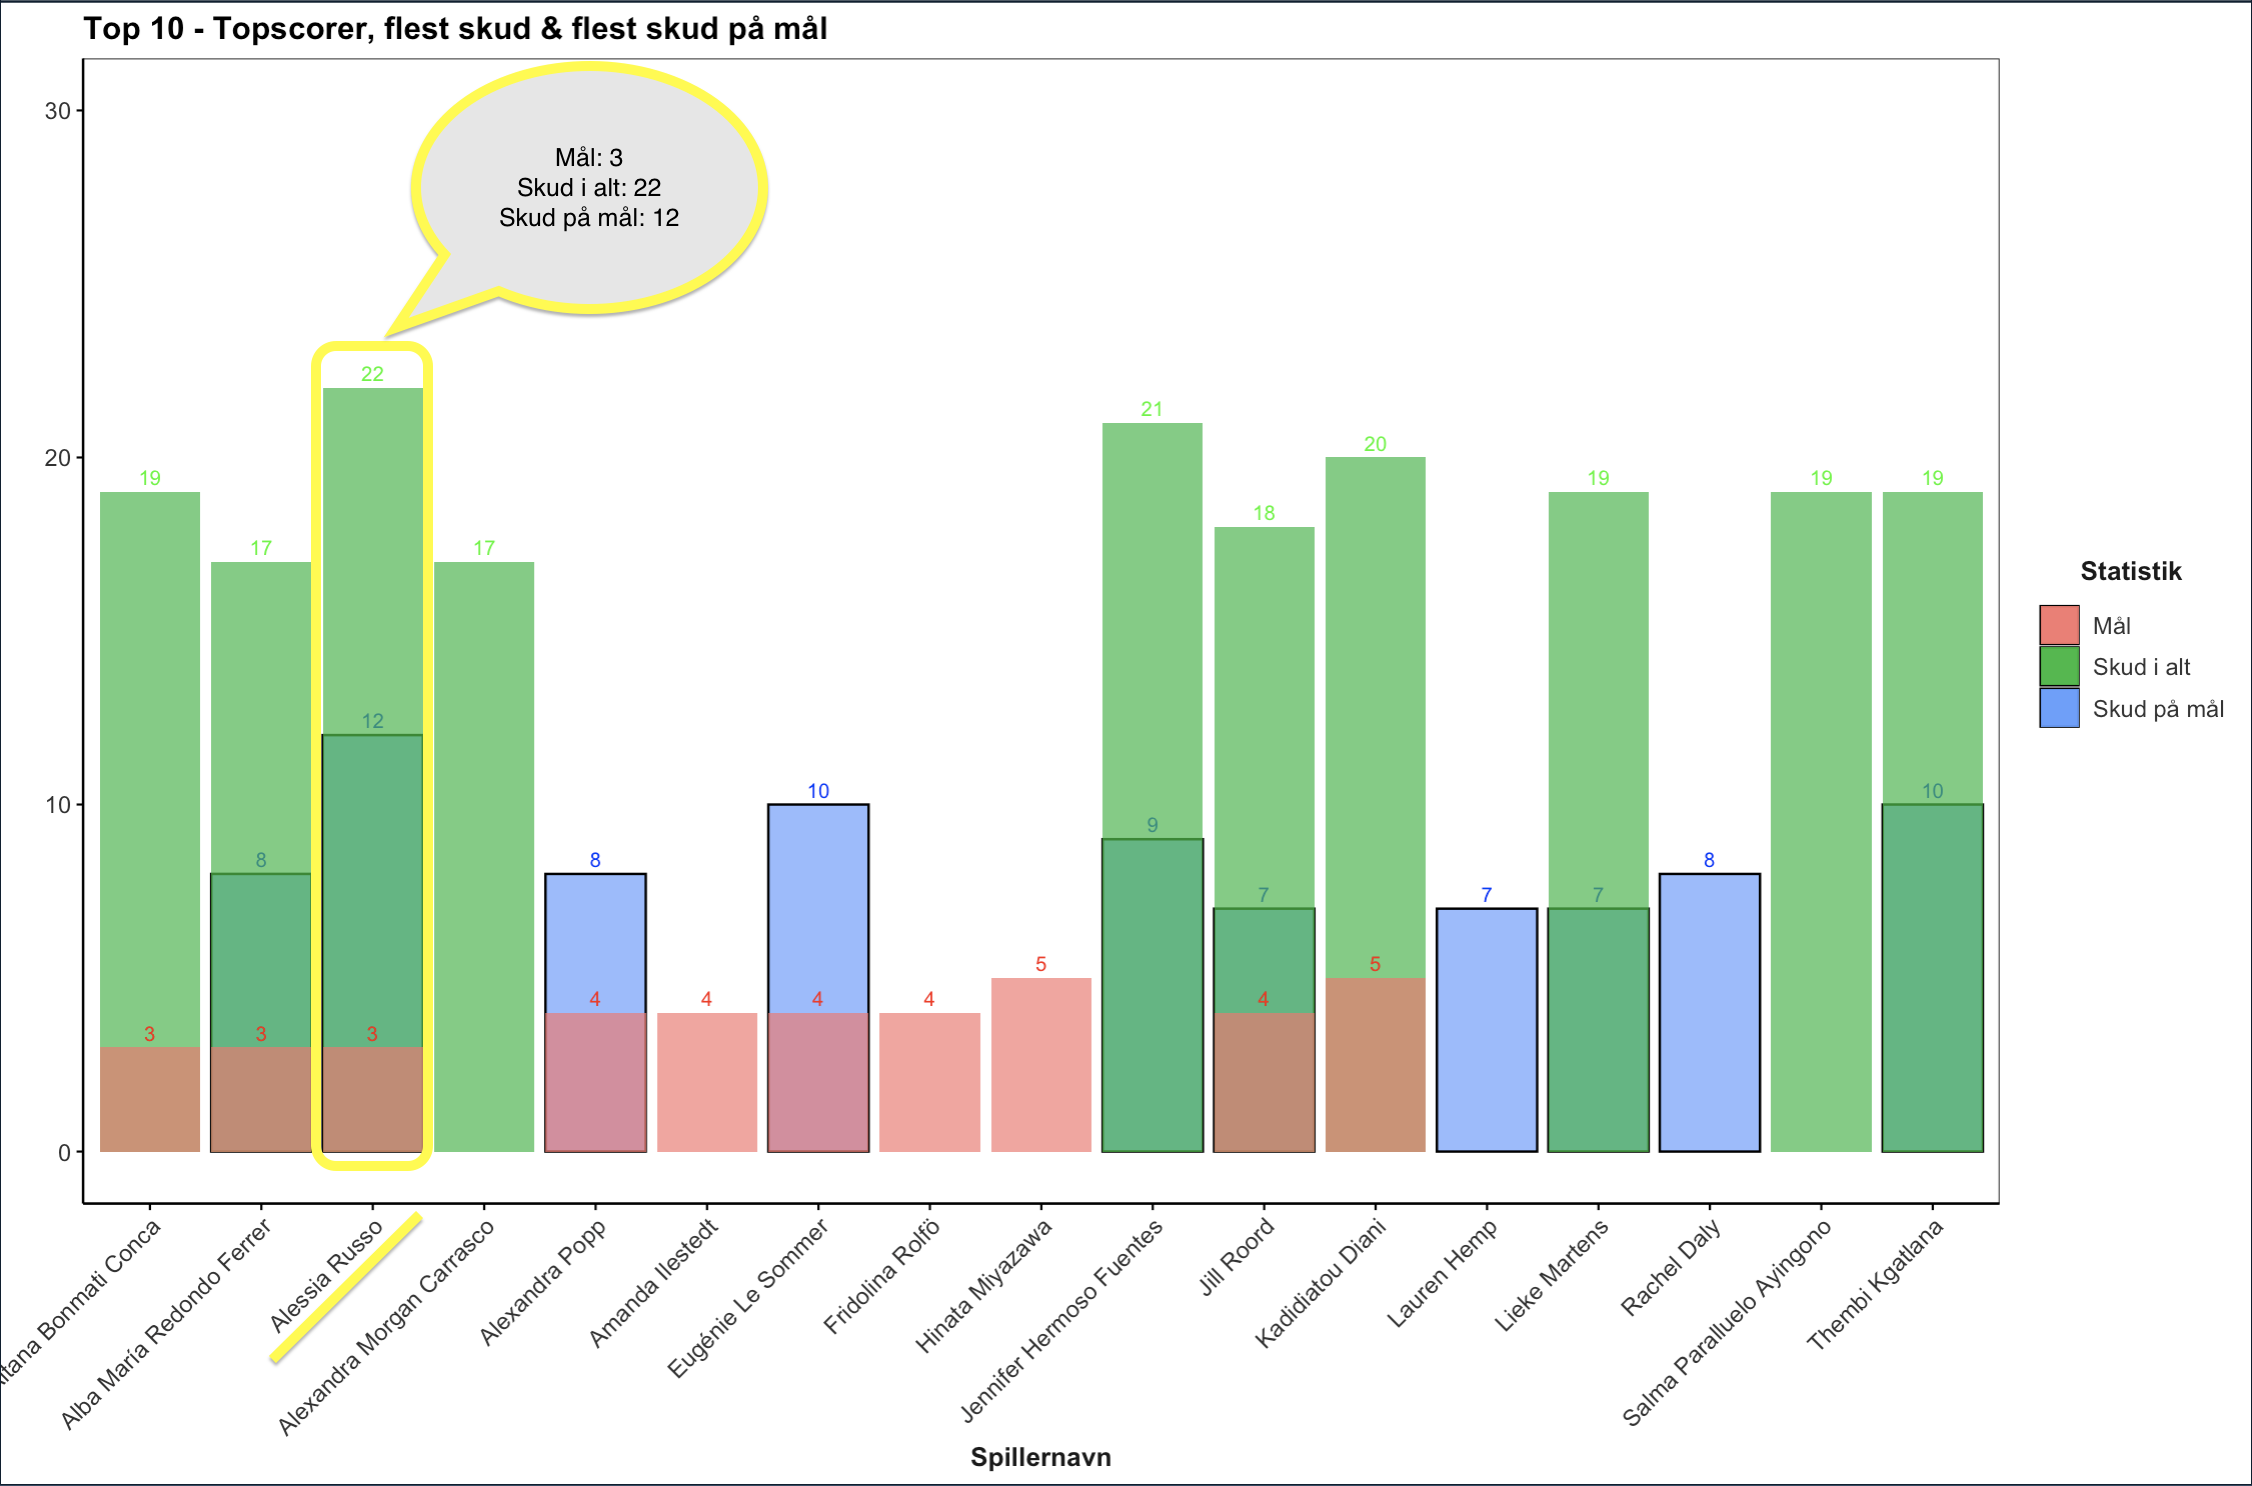 Top 10 - Topscorer, flest skud & flest skud på mål
Mål: 3
Skud i alt: 22
Skud på mål: 12
30
20
10
0
19
3
17
8
3
22
12
3
17
8
4
4
10
4
4
5
21
9
18
7
4
20
5
7
19
7
8
19
19
10
Bonmati Conca
Alba María Redondo Ferrer
Alessia Russo
Alexandra Morgan Carrasco
Alexandra Popp
Amanda Ilestedt
Eugénie Le Sommer
Fridolina Rolfö
Hinata Miyazawa
Jennifer Hermoso Fuentes
Jill Roord
Kadidiatou Diani
Lauren Hemp
Lieke Martens
Rachel Daly
Salma Paralluelo Ayingono
Thembi Kgatlana
Spillernavn
Statistik
Mål
Skud i alt
Skud på mål